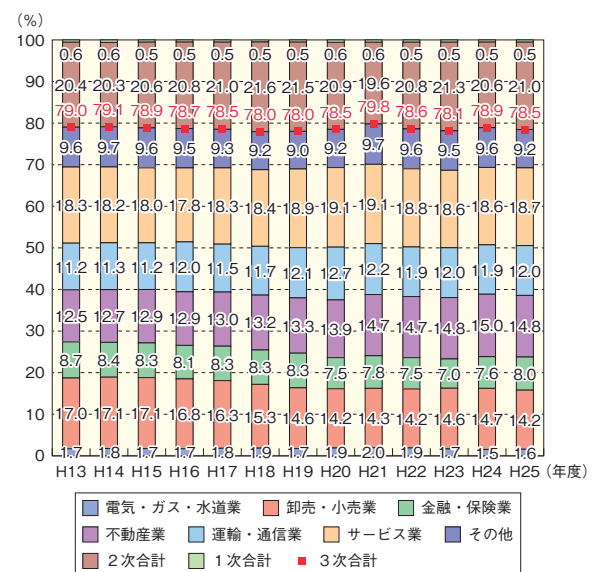 （%）
100
90
80
70
60
50
40
30
20
10
0
0.6 0.6 0.5 0.5 0.5 0.5 0.5 0.6 0.6 0.6 0.5 0.6 0.5
20.4 20.3 20.6 20.8 21.0 21.6 21.5 20.9 19.6 20.8 21.3 20.6 21.0
79.0 79.1 78.9 78.7 78.5 78.0 78.0 78.5 79.8 78.6 78.1 78.9 78.5
9.6 9.7 9.6 9.5 9.3 9.2 9.0 9.2 9.7 9.6 9.5 9.6 9.2
18.3 18.2 18.0 17.8 18.3 18.4 18.9 19.1 19.1 18.8 18.6 18.6 18.7
11.2 11.3 11.2 12.0 11.5 11.7 12.1 12.7 12.2 11.9 12.0 11.9 12.0
12.5 12.7 12.9 12.9 13.0 13.2 13.3 13.9 14.7 14.7 14.8 15.0 14.8
8.7 8.4 8.3 8.1 8.3 8.3 8.3 7.5 7.8 7.5 7.0 7.6 8.0
17.0 17.1 17.1 16.8 16.3 15.3 14.6 14.2 14.3 14.2 14.6 14.7 14.2
1.7 1.8 1.7 1.7 1.8 1.9 1.7 1.9 2.0 1.9 1.7 1.5 1.6
H13 H14 H15 H16 H17 H18 H19 H20 H21 H22 H23 H24 H25 （年度）
電気・ガス・水道業 卸売・小売業 金融・保険業
不動産業 運輸・通信業 サービス業 その他
２次合計 １次合計 ３次合計